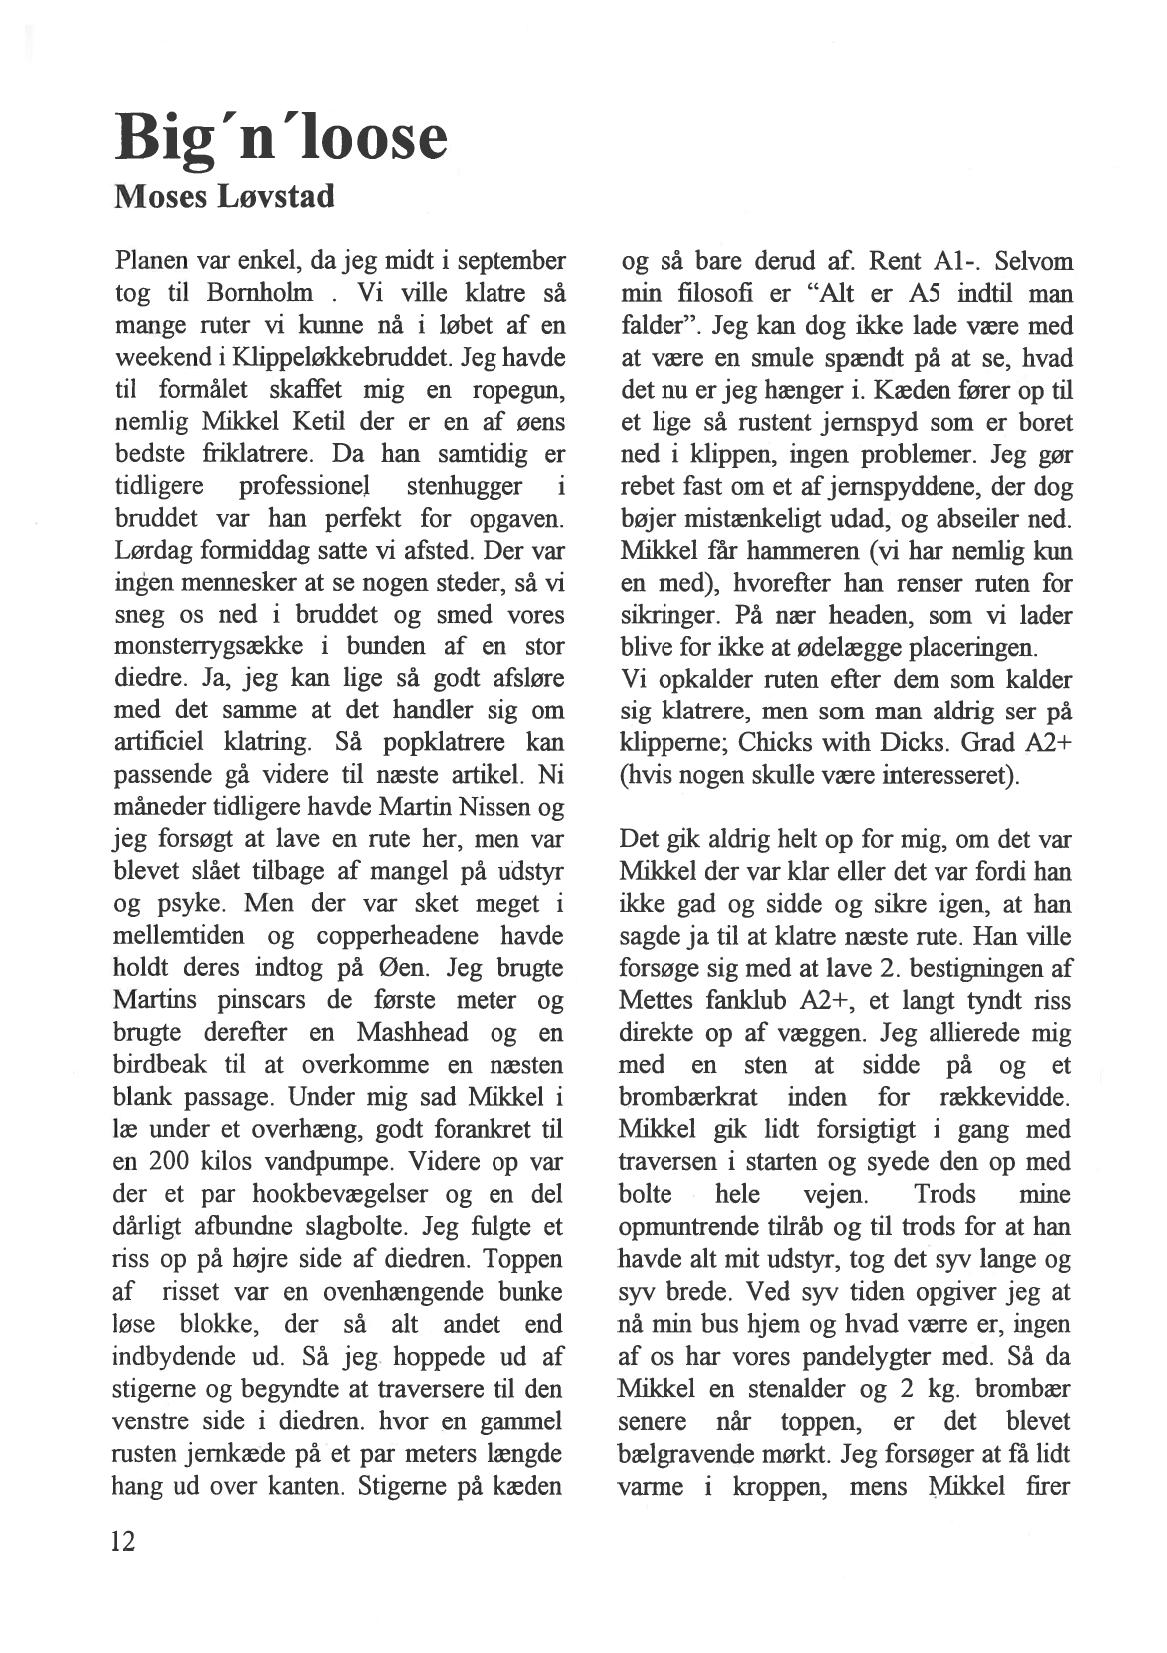 Big´n´loose
Moses Løvstad
Planen var enkel, da jeg midt i september
tog til Bornholm . Vi ville klatre så
mange ruter vi kunne nå i løbet af en
weekend i Klippeløkkebruddet. Jeg havde
til formålet skaffet mig en ropegun,
nemlig Mikkel Ketil der er en af øens
bedste friklatrere. Da han samtidig er
tidligere professionel stenhugger i
bruddet var han perfekt for opgaven.
Lørdag formiddag satte vi afsted. Der var
ingen mennesker at se nogen steder, så vi
sneg os ned i bruddet og smed vores
monsterrygsække i bunden af en stor
diedre. Ja, jeg kan lige så godt afsløre
med det samme at det handler sig om
artificiel klatring. Så popklatrere kan
passende gå videre til næste artikel. Ni
måneder tidligere havde Martin Nissen og
jeg forsøgt at lave en rute her, men var
blevet slået tilbage af mangel på udstyr
og psyke. Men der var sket meget i
mellemtiden og copperheadene havde
holdt deres indtog på Øen. Jeg brugte
Martins pinscars de første meter og
brugte derefter en Mashhead og en
birdbeak til at overkomme en næsten
blank passage. Under mig sad Mikkel i
læ under et overhæng, godt forankret til
en 200 kilos vandpumpe. Videre op var
der et par hookbevægelser og en del
dårligt afbundne slagbolte. Jeg fulgte et
riss op på højre side af diedren. Toppen
af risset var en ovenhængende bunke
løse blokke, der så alt andet end
indbydende ud. Så jeg hoppede ud af
stigerne og begyndte at traversere til den
venstre side i diedren. hvor en gammel
rusten jernkæde på et par meters længde
hang ud over kanten. Stigerne på kæden
og så bare derud af. Rent A1-. Selvom
min filosofi er “Alt er A5 indtil man
falder”. Jeg kan dog ikke lade være med
at være en smule spændt på at se, hvad
det nu er jeg hænger i. Kæden fører op til
et lige så rustent jernspyd som er boret
ned i klippen, ingen problemer. Jeg gør
rebet fast om et af jernspyddene, der dog
bøjer mistænkeligt udad, og abseiler ned.
Mikkel får hammeren (vi har nemlig kun
en med), hvorefter han renser ruten for
sikringer. På nær headen, som vi lader
blive for ikke at ødelægge placeringen.
Vi opkalder ruten efter dem som kalder
sig klatrere, men som man aldrig ser på
klipperne; Chicks with Dicks. Grad A2+
(hvis nogen skulle være interesseret).
Det gik aldrig helt op for mig, om det var
Mikkel der var klar eller det var fordi han
ikke gad og sidde og sikre igen, at han
sagde ja til at klatre næste rute. Han ville
forsøge sig med at lave 2. bestigningen af
Mettes fanklub A2+, et langt tyndt riss
direkte op af væggen. Jeg allierede mig
med en sten at sidde på og et
brombærkrat inden for rækkevidde.
Mikkel gik lidt forsigtigt i gang med
traversen i starten og syede den op med
bolte hele vejen. Trods mine
opmuntrende tilråb og til trods for at han
havde alt mit udstyr, tog det syv lange og
syv brede. Ved syv tiden opgiver jeg at
nå min bus hjem og hvad værre er, ingen
af os har vores pandelygter med. Så da
Mikkel en stenalder og 2 kg. brombær
senere når toppen, er det blevet
bælgravende mørkt. Jeg forsøger at få lidt
varme i kroppen, mens Mikkel firer
12